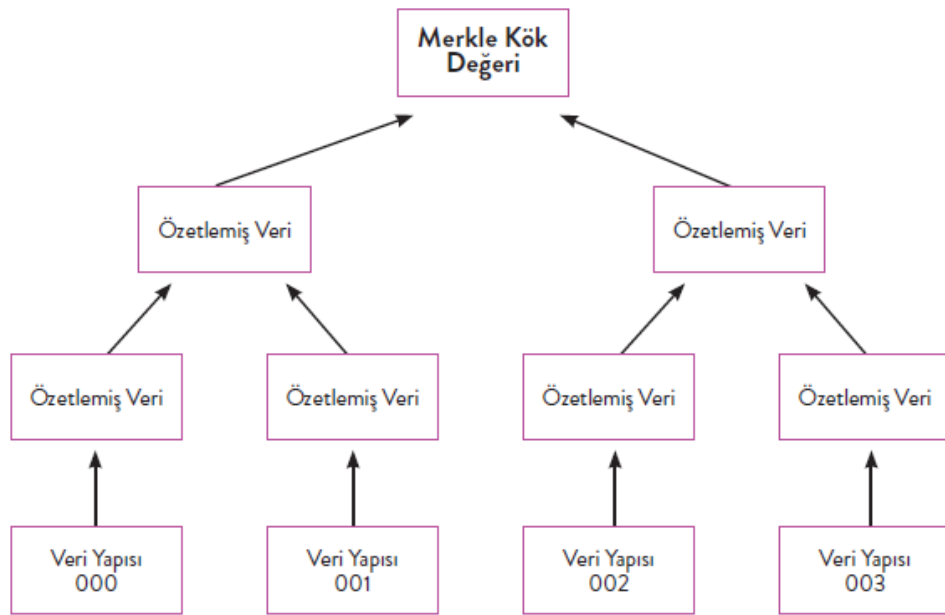 Merkle Kök
Değeri
Özetlemiş Veri
Özetlemiş Veri
Özetlemiş Veri
Özetlemiş Veri
Özetlemiş Veri
Özetlemiş Veri
Veri Yapısı
000
Veri Yapısı
001
Veri Yapısı
002
Veri Yapısı
003